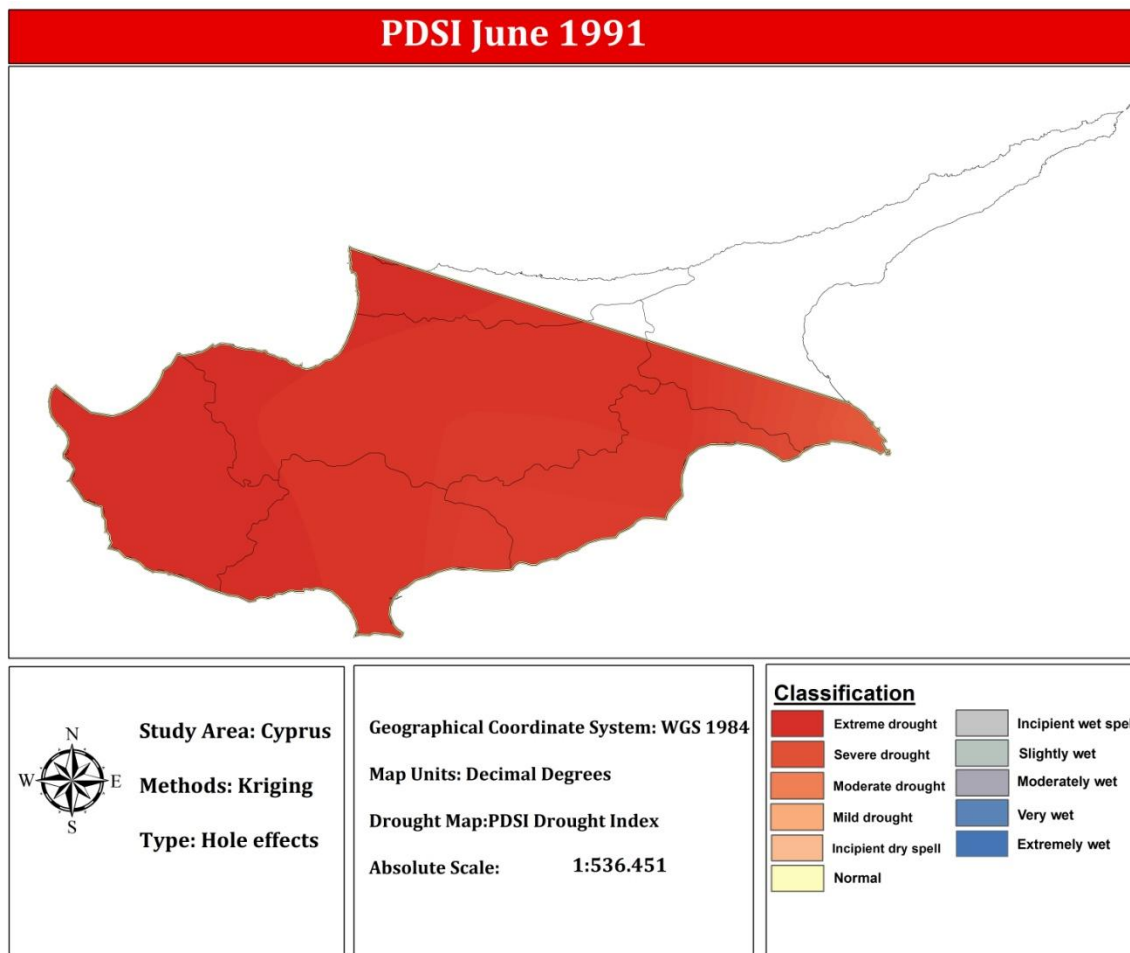 PDSI June 1991
N
W
E
S
Study Area: Cyprus
Methods: Kriging
Type: Hole effects
Geographical Coordinate System: WGS 1984
Map Units: Decimal Degrees
Drought Map:PDSI Drought Index
Absolute Scale: 1:536.451
Classification
Extreme drought
Severe drought
Moderate drought
Mild drought
Incipient dry spell
Normal
Incipient wet spel
Slightly wet
Moderately wet
Very wet
Extremely wet